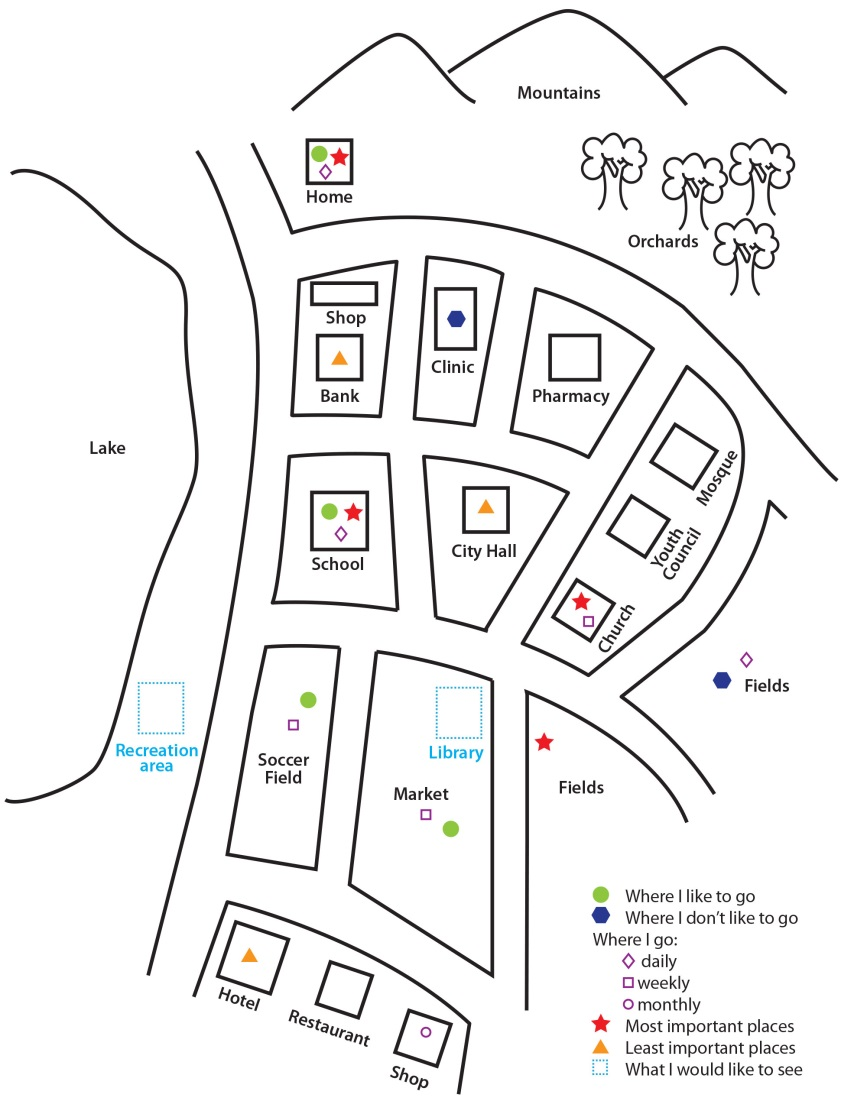 Mountains
Home
Orchards
Shop
Bank
Clinic
Pharmacy
Mosque
Lake
Youth
Council
School
City Hall
Church
Fields
Recreation
area
Soccer
Field
Library
Market
Fields
Where I like to go
Where I don't like to go
Where I go:
daily
weekly
monthly
Most important places
Least important places
What I would like to see
Hotel
Restaurant
Shop